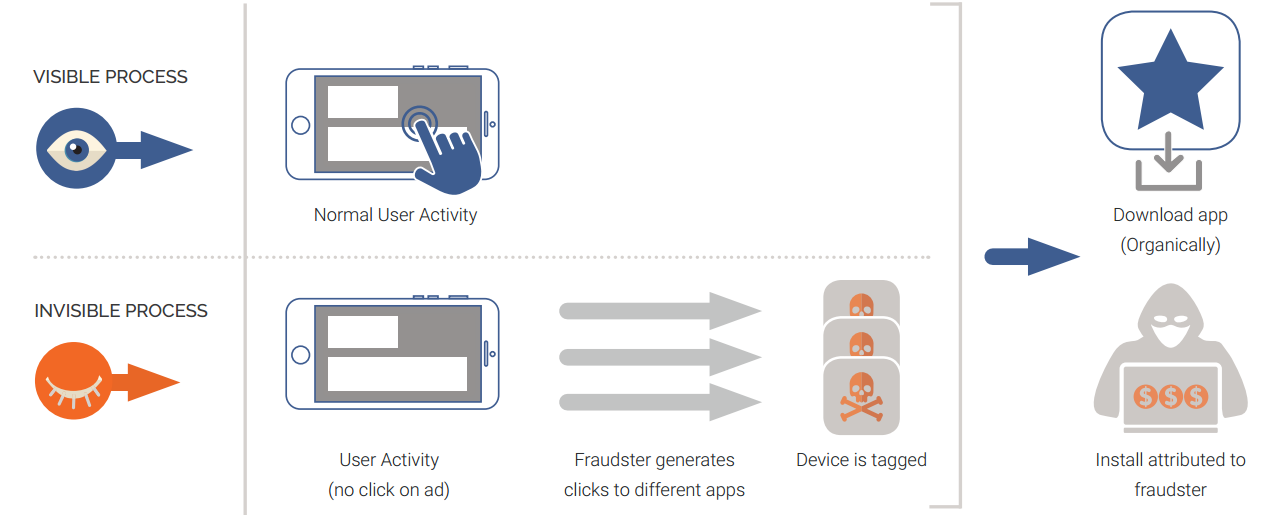 VISIBLE PROCESS
Normal User Activity
Download app
(Organically)
INVISIBLE PROCESS
$ $ $
User Activity
(no click on ad)
Fraudster generates
clicks to different apps
Device is tagged
Install attributed to
fraudster